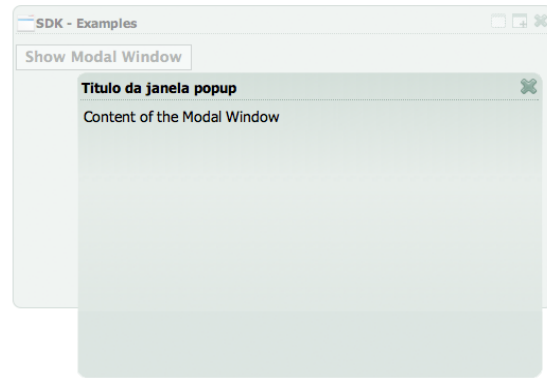 SDK - Examples
Show Modal Window
Titulo da janela popup
Content of the Modal Window